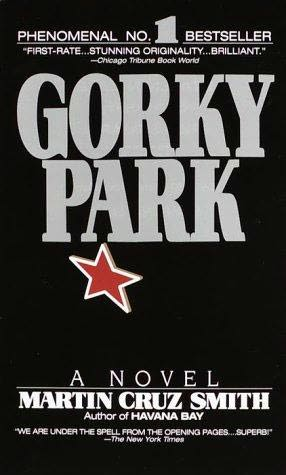 PHENOMENAL NO. 1 BESTSELLER
"FIRST-RATE...STUNNING ORIGINALITY...BRILLIANT."
—Chicago Tribune Book World
GORKY
PARK
A NOVEL
MARTIN CRUZ SMITH
Author of HAVANA BAY
"WE ARE UNDER THE SPELL FROM THE OPENING PAGES....SUPERB!"
—The New York Times